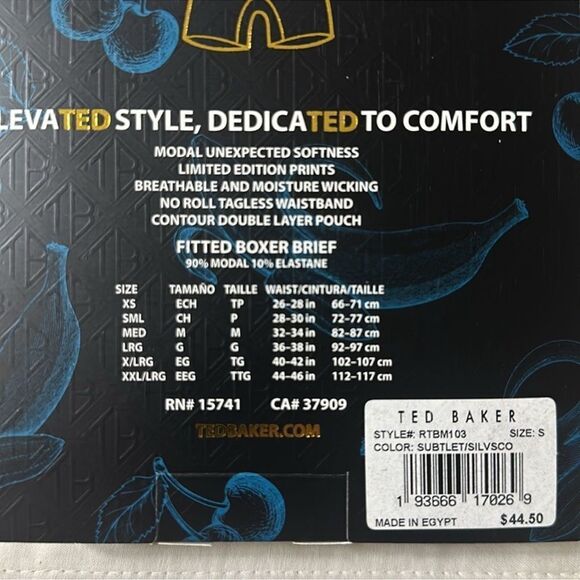 LEVATED STYLE, DEDICATED TO COMFORT
MODAL UNEXPECTED SOFTNESS
LIMITED EDITION PRINTS
BREATHABLE AND MOISTURE WICKING
NO ROLL TAGLESS WAISTBAND
CONTOUR DOUBLE LAYER POUCH
FITTED BOXER BRIEF
90% MODAL 10% ELASTANE
SIZE TAMAÑO TAILLE WAIST/CINTURA/TAILLE
XS ECH TP 26-28 in 66-71 cm
SML CH P 28-30 in 72-77 cm
MED M M 32-34 in 82-87 cm
LRG G G 36-38 in 92-97 cm
X/LRG EG TG 40-42 in 102-107 cm
XXL/LRG EEG TTG 44-46 in 112-117 cm
RN# 15741 CA# 37909
TEDBAKER.COM
TED BAKER
STYLE#: RTBM103 SIZE: S
COLOR: SUBTLET/SILVSCO
1 93666 17026 9
MADE IN EGYPT $44.50